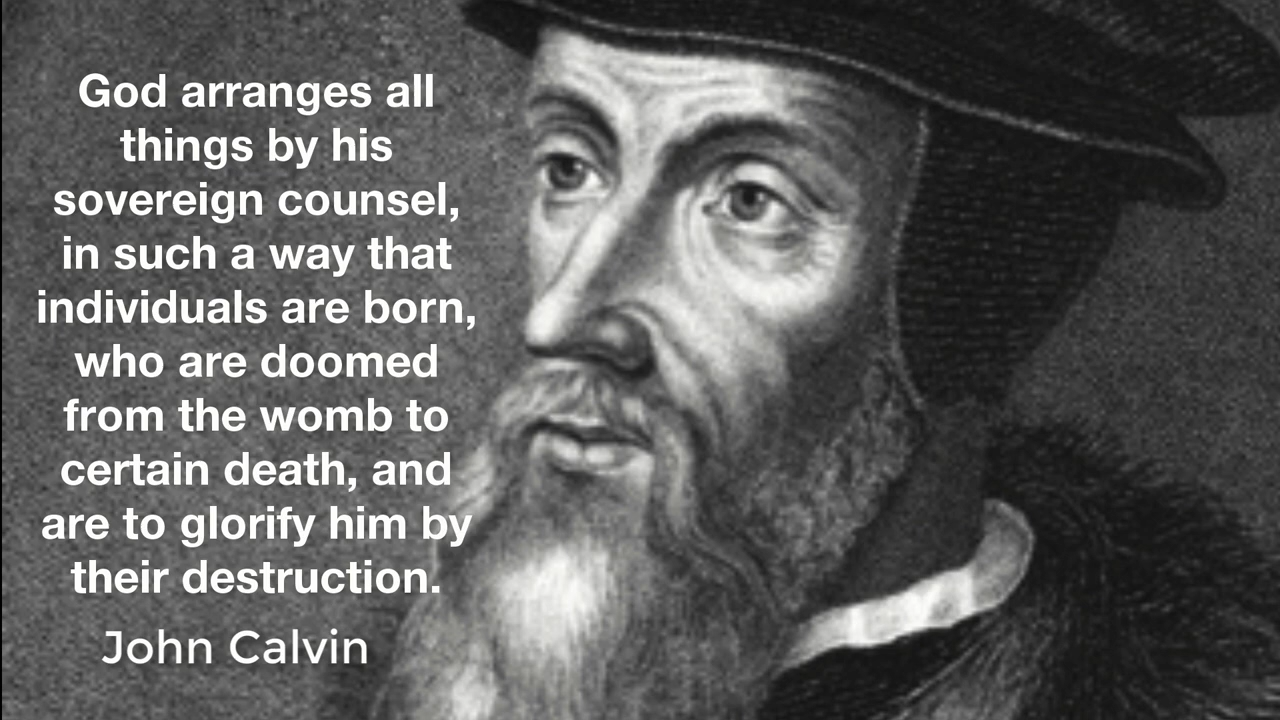 God arranges all
things by his
sovereign counsel,
in such a way that
individuals are born,
who are doomed
from the womb to
certain death, and
are to glorify him by
their destruction.
John Calvin